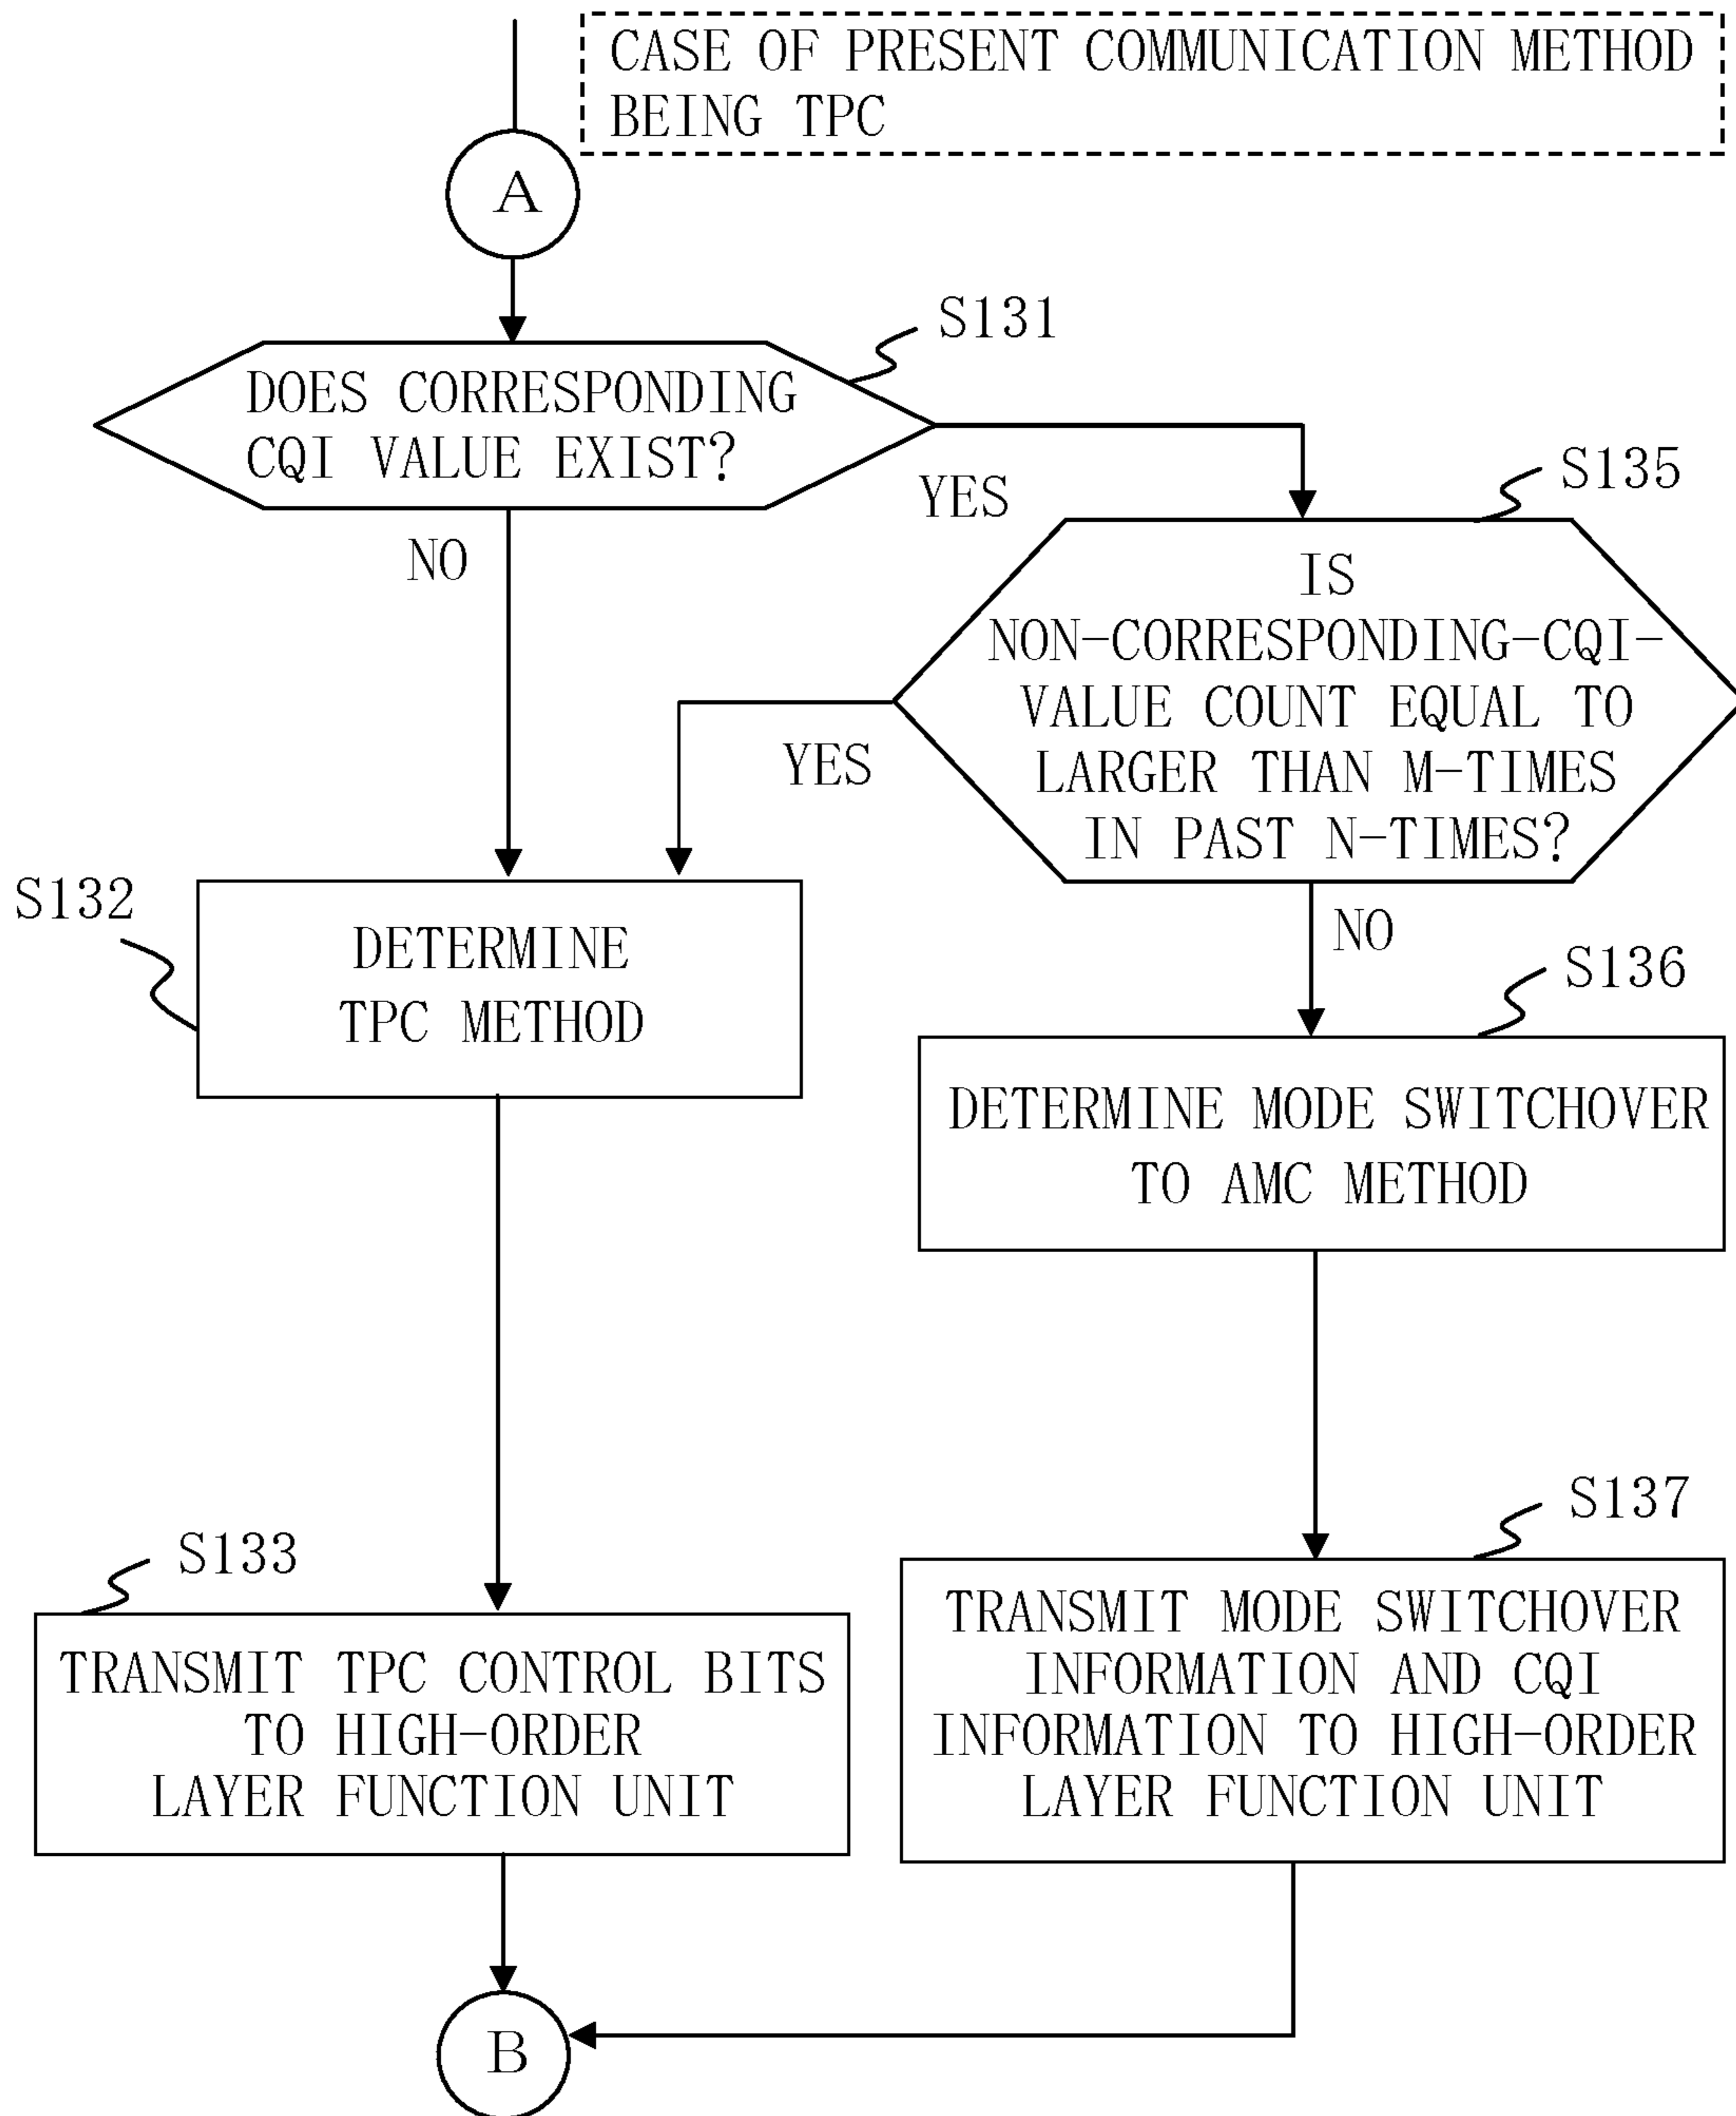 CASE OF PRESENT COMMUNICATION METHOD
BEING TPC
A
S131
DOES CORRESPONDING
CQI VALUE EXIST?
YES
NO
S135
IS
NON-CORRESPONDING-CQI-
VALUE COUNT EQUAL TO
LARGER THAN M-TIMES
IN PAST N-TIMES?
YES
NO
S132
DETERMINE
TPC METHOD
S136
DETERMINE MODE SWITCHOVER
TO AMC METHOD
S133
TRANSMIT TPC CONTROL BITS
TO HIGH-ORDER
LAYER FUNCTION UNIT
S137
TRANSMIT MODE SWITCHOVER
INFORMATION AND CQI
INFORMATION TO HIGH-ORDER
LAYER FUNCTION UNIT
B